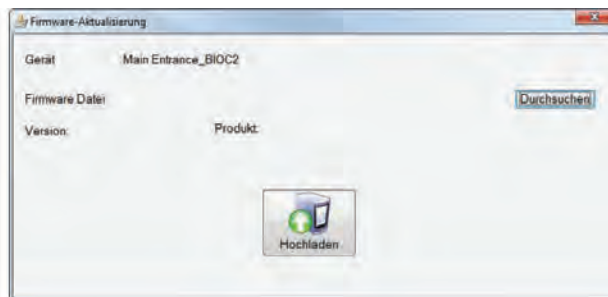 Firmware-Aktualisierung
Gerät Main Entrance_BIOC2
Firmware Datei Durchsuchen
Version: Produkt:
Hochladen